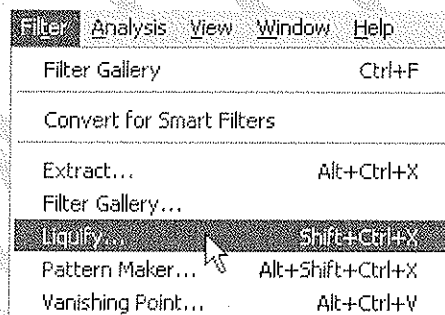 Filter Analysis View Window Help
Filter Gallery Ctrl+F
Convert for Smart Filters
Extract... Alt+Ctrl+X
Filter Gallery...
Liquify... Shift+Ctrl+X
Pattern Maker... Alt+Shift+Ctrl+X
Vanishing Point... Alt+Ctrl+V